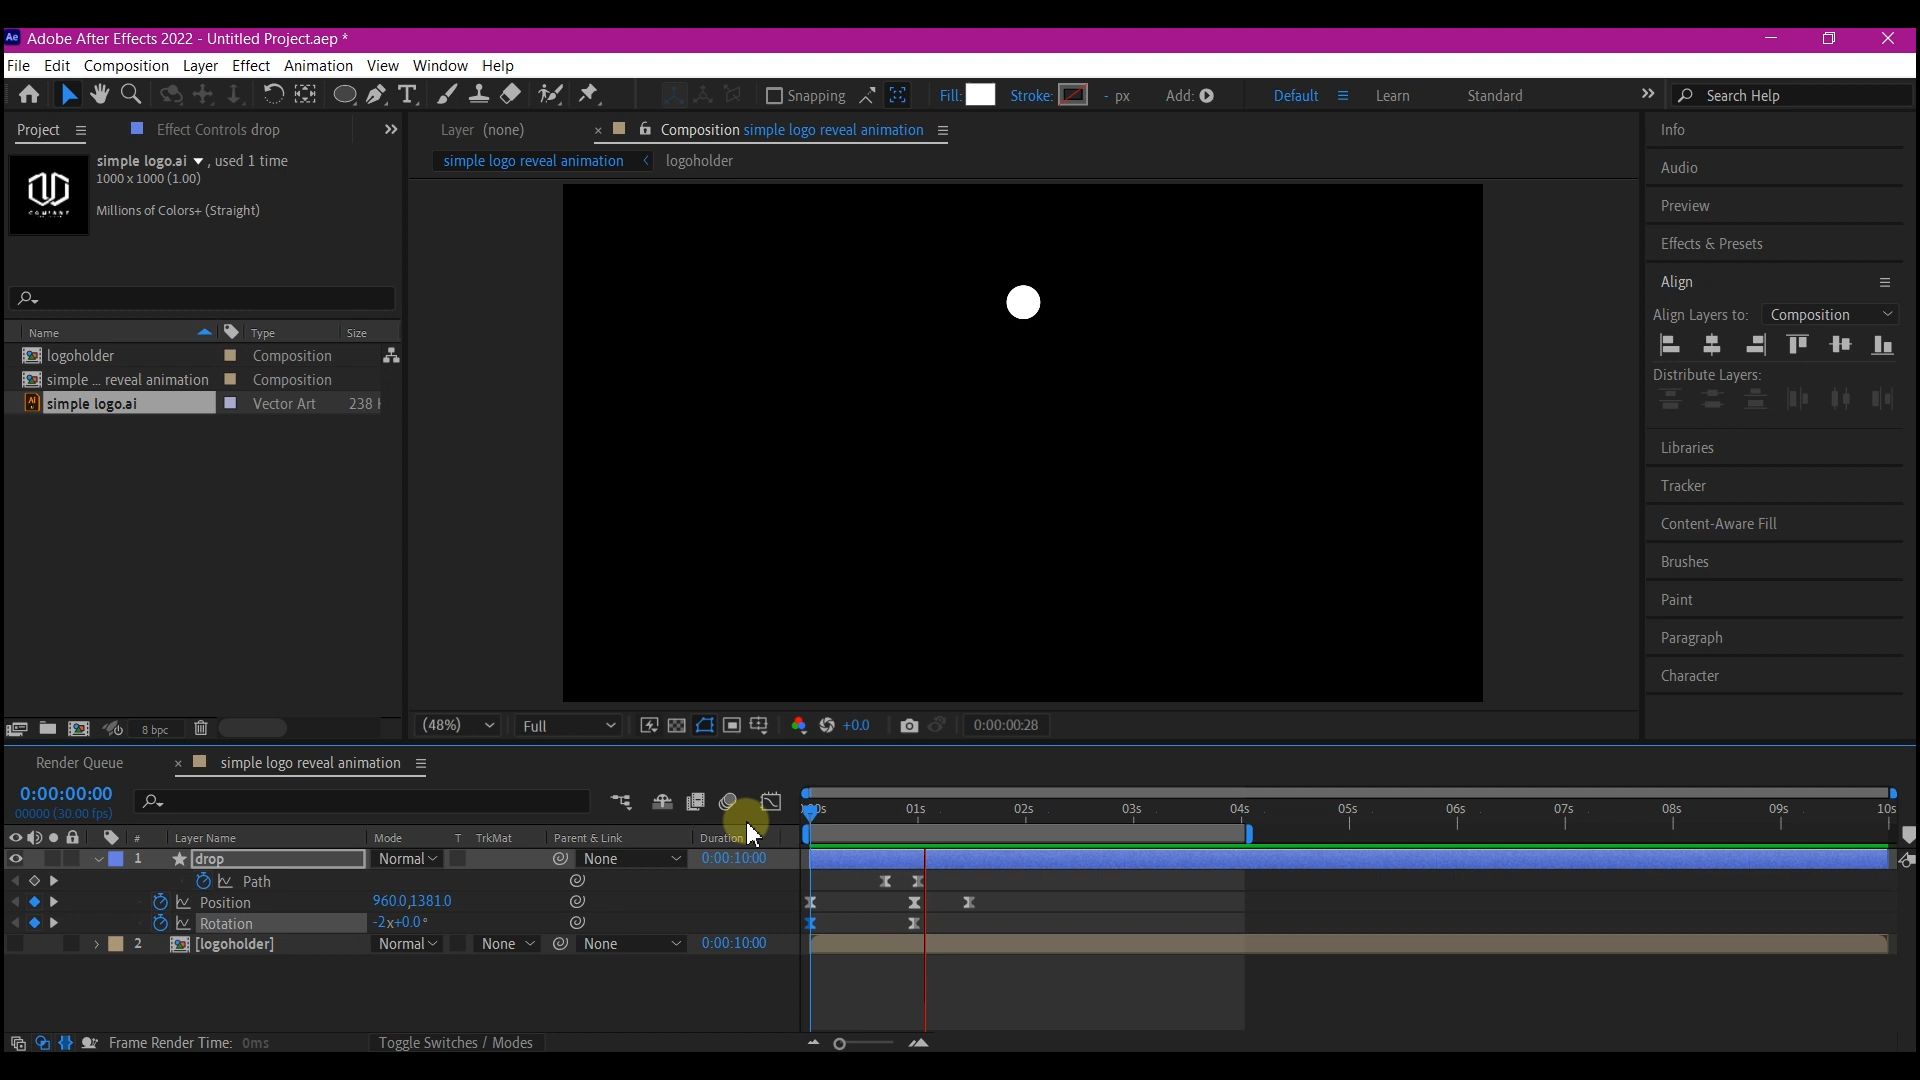 Ae Adobe After Effects 2022 - Untitled Project.aep *
File Edit Composition Layer Effect Animation View Window Help
Snapping Fill: Stroke: - px Add: Default Learn Standard Search Help
Project Effect Controls drop Layer (none) × Composition simple logo reveal animation Info
simple logo.ai , used 1 time
simple logo reveal animation logoholder
1000 x 1000 (1.00)
Audio
Millions of Colors+ (Straight)
COMPANY
Preview
Effects & Presets
Align
Align Layers to: Composition
Name Type Size
logoholder Composition
simple ... reveal animation Composition
simple logo.ai Vector Art 238
Distribute Layers:
Libraries
Tracker
Content-Aware Fill
Brushes
Paint
Paragraph
Character
8 bpc (48%) Full +0.0 0:00:00:28
Render Queue × simple logo reveal animation
0:00:00:00
00000 (30.00 fps)
01s 02s 03s 04s 05s 06s 07s 08s 09s 10s
# Layer Name Mode T TrkMat Parent & Link Duration
1 drop Normal None 0:00:10:00
Path
Position 960.0,1381.0
Rotation -2x+0.0°
2 [logoholder] Normal None None 0:00:10:00
Frame Render Time: 0ms Toggle Switches / Modes